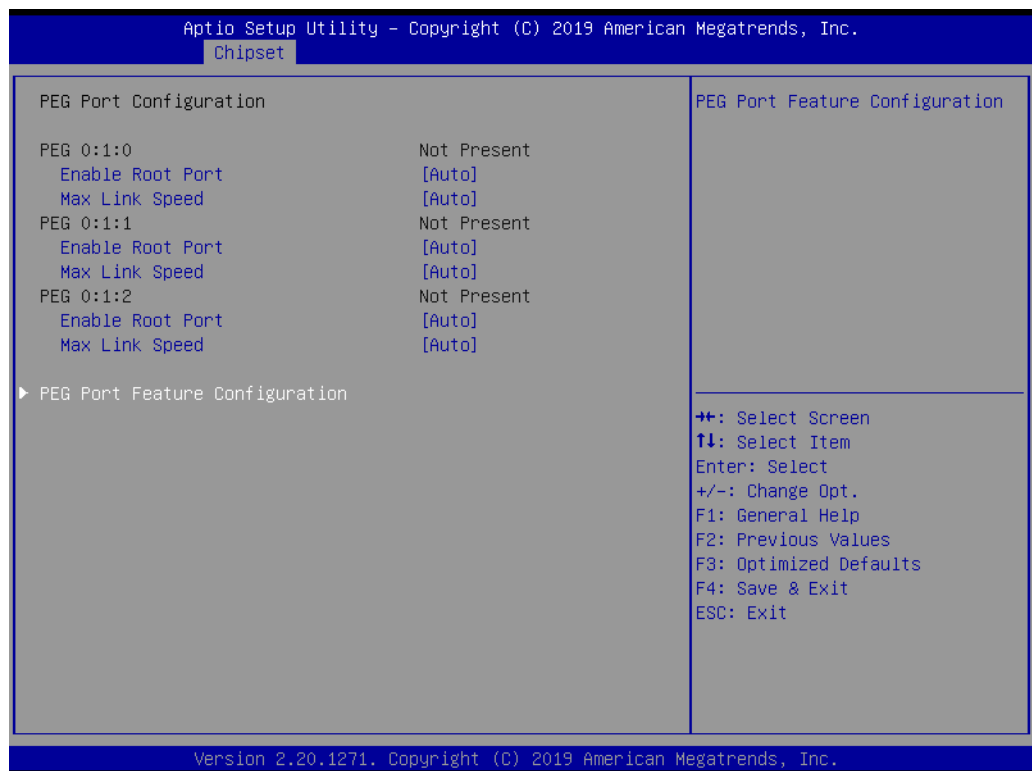 Aptio Setup Utility – Copyright (C) 2019 American Megatrends, Inc.
Chipset
PEG Port Configuration
PEG 0:1:0 Not Present
Enable Root Port [Auto]
Max Link Speed [Auto]
PEG 0:1:1 Not Present
Enable Root Port [Auto]
Max Link Speed [Auto]
PEG 0:1:2 Not Present
Enable Root Port [Auto]
Max Link Speed [Auto]
▶ PEG Port Feature Configuration
PEG Port Feature Configuration
→←: Select Screen
↑↓: Select Item
Enter: Select
+/-: Change Opt.
F1: General Help
F2: Previous Values
F3: Optimized Defaults
F4: Save & Exit
ESC: Exit
Version 2.20.1271. Copyright (C) 2019 American Megatrends, Inc.